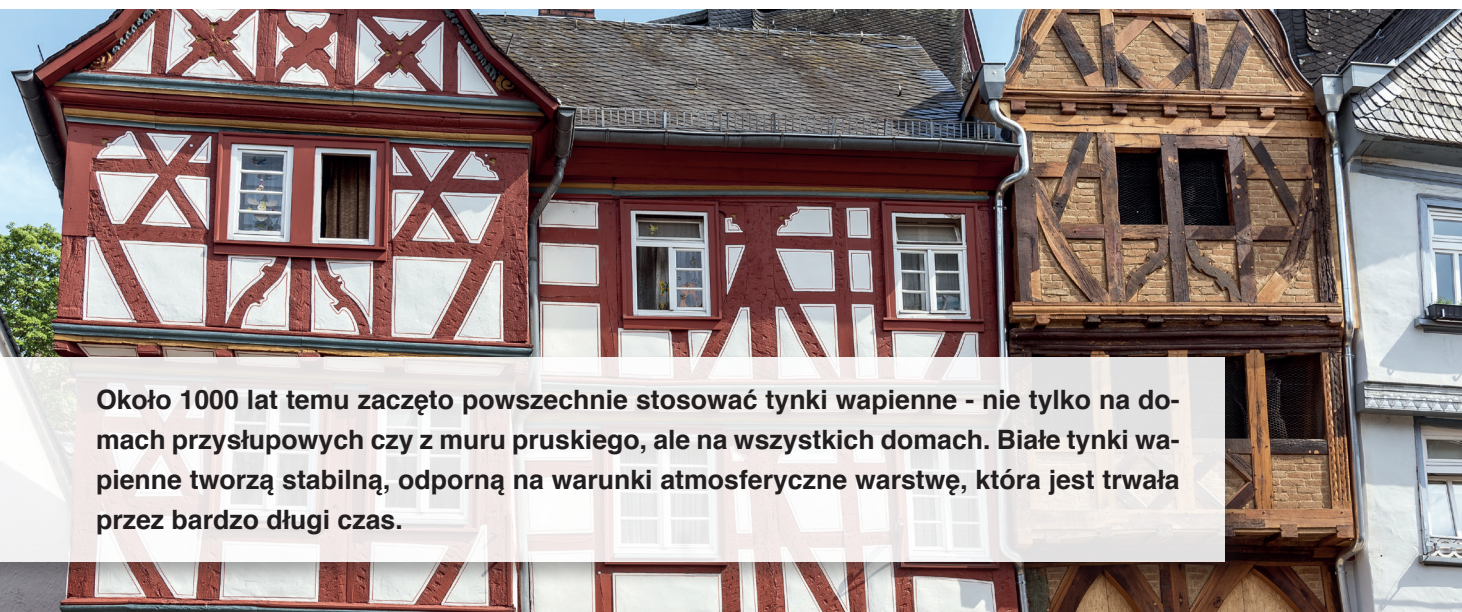 Około 1000 lat temu zaczęto powszechnie stosować tynki wapienne - nie tylko na do-
mach przysłupowych czy z muru pruskiego, ale na wszystkich domach. Białe tynki wa-
pienne tworzą stabilną, odporną na warunki atmosferyczne warstwę, która jest trwała
przez bardzo długi czas.